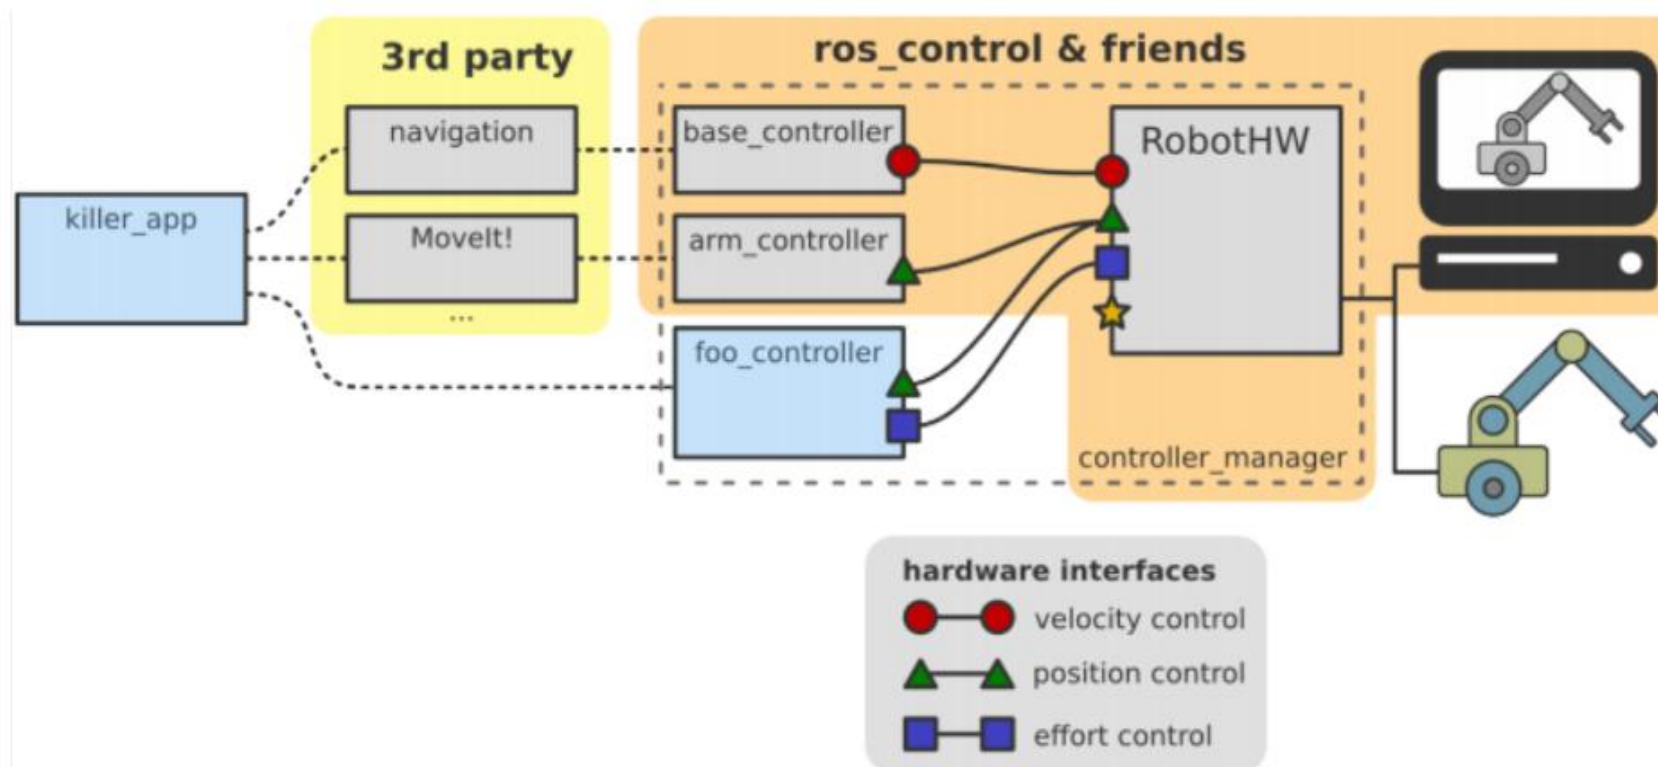 3rd party
ros_control & friends
navigation
base_controller
RobotHW
killer_app
MoveIt!
arm_controller
...
foo_controller
controller_manager
hardware interfaces
velocity control
position control
effort control